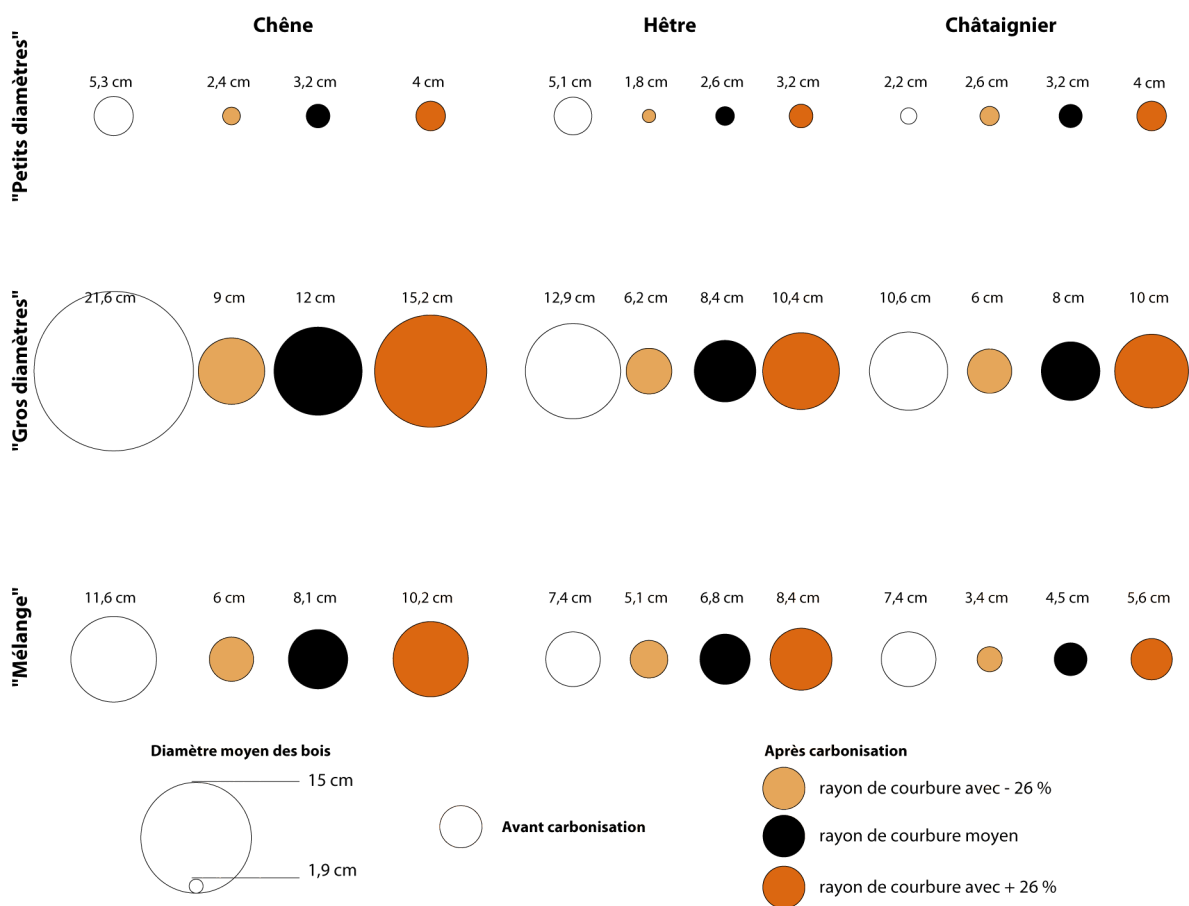 Chêne Hêtre Châtaignier
"Petits diamètres"
5,3 cm 2,4 cm 3,2 cm 4 cm 5,1 cm 1,8 cm 2,6 cm 3,2 cm 2,2 cm 2,6 cm 3,2 cm 4 cm
"Gros diamètres"
21,6 cm 9 cm 12 cm 15,2 cm 12,9 cm 6,2 cm 8,4 cm 10,4 cm 10,6 cm 6 cm 8 cm 10 cm
"Mélange"
11,6 cm 6 cm 8,1 cm 10,2 cm 7,4 cm 5,1 cm 6,8 cm 8,4 cm 7,4 cm 3,4 cm 4,5 cm 5,6 cm
Diamètre moyen des bois
15 cm
1,9 cm
Avant carbonisation
Après carbonisation
rayon de courbure avec - 26 %
rayon de courbure moyen
rayon de courbure avec + 26 %